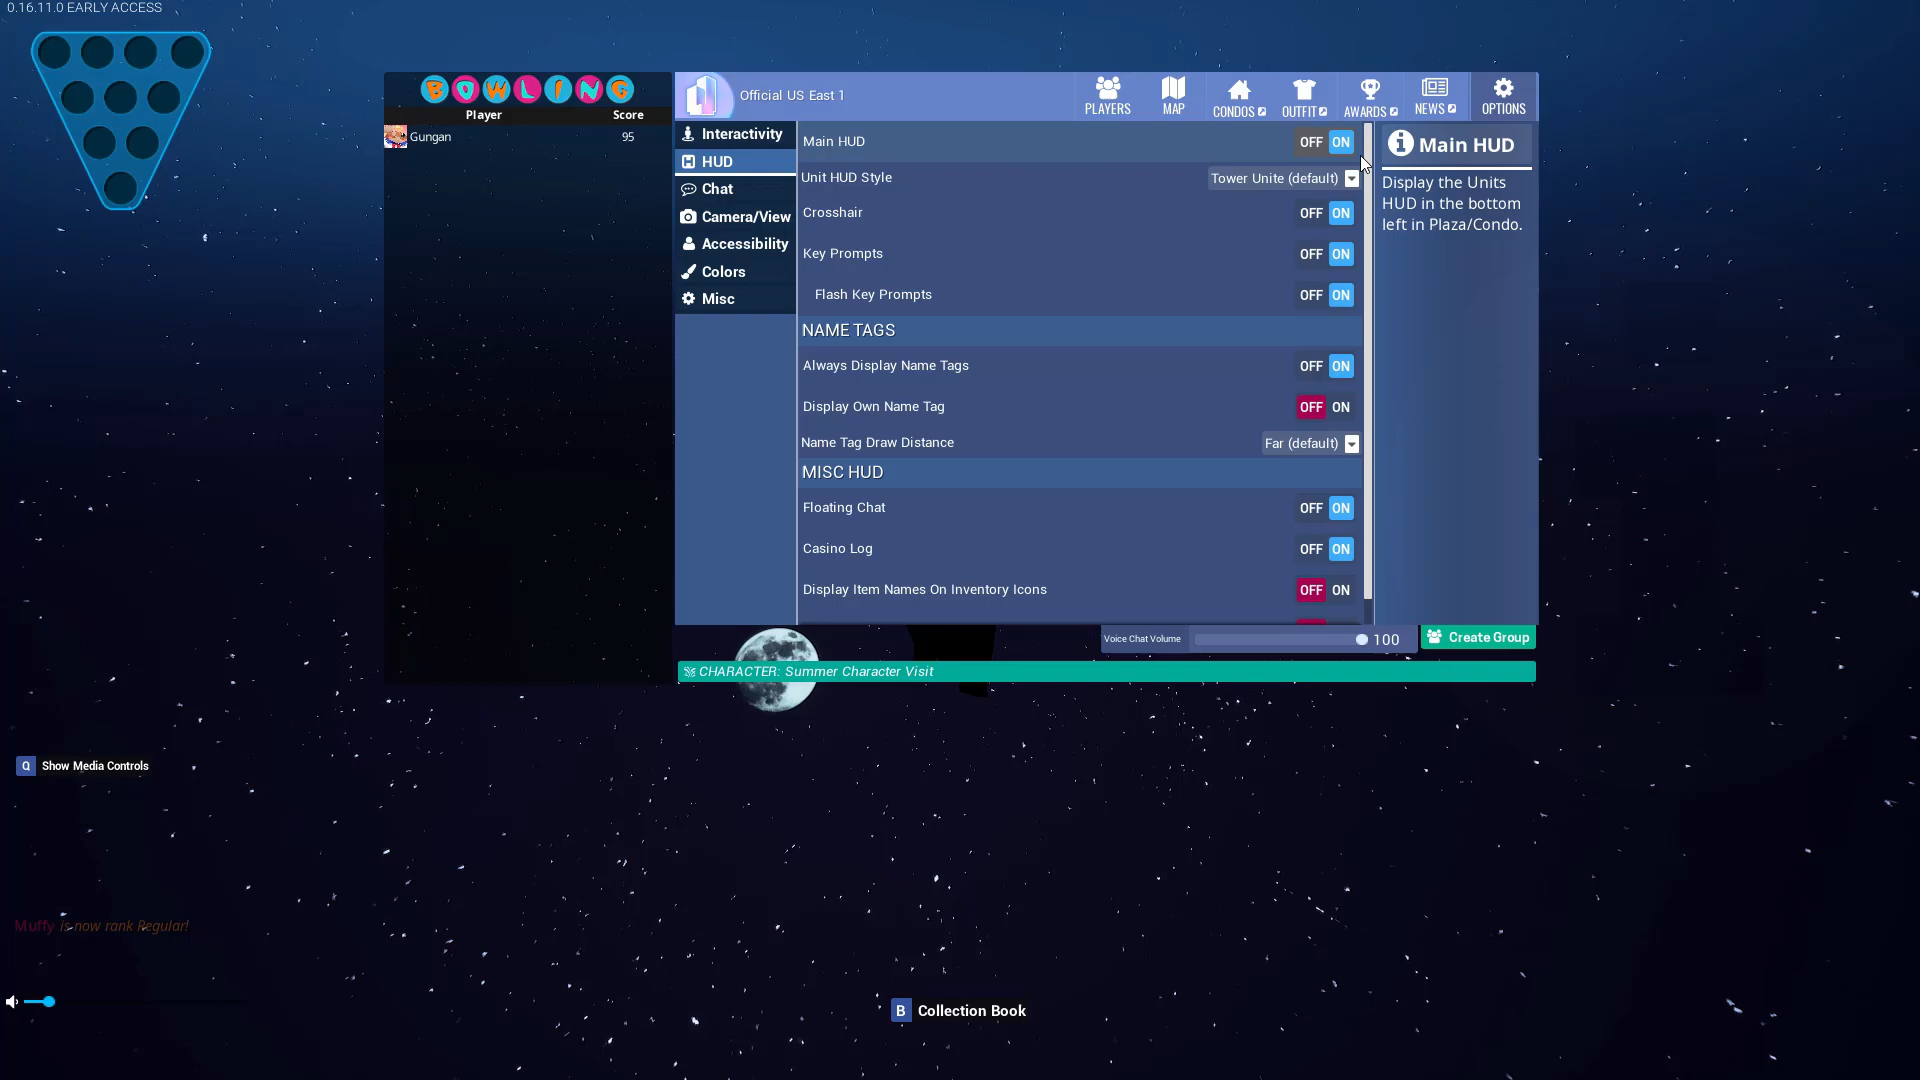 0.16.11.0 EARLY ACCESS
BOWLING
Player Score
Gungan 95
Official US East 1
PLAYERS
MAP
CONDOS
OUTFIT
AWARDS
NEWS
OPTIONS
Interactivity
HUD
Chat
Camera/View
Accessibility
Colors
Misc
Main HUD OFF ON
Unit HUD Style Tower Unite (default)
Crosshair OFF ON
Key Prompts OFF ON
Flash Key Prompts OFF ON
NAME TAGS
Always Display Name Tags OFF ON
Display Own Name Tag OFF ON
Name Tag Draw Distance Far (default)
MISC HUD
Floating Chat OFF ON
Casino Log OFF ON
Display Item Names On Inventory Icons OFF ON
Main HUD
Display the Units
HUD in the bottom
left in Plaza/Condo.
Voice Chat Volume 100
Create Group
CHARACTER: Summer Character Visit
Q Show Media Controls
Muffy is now rank Regular!
B Collection Book